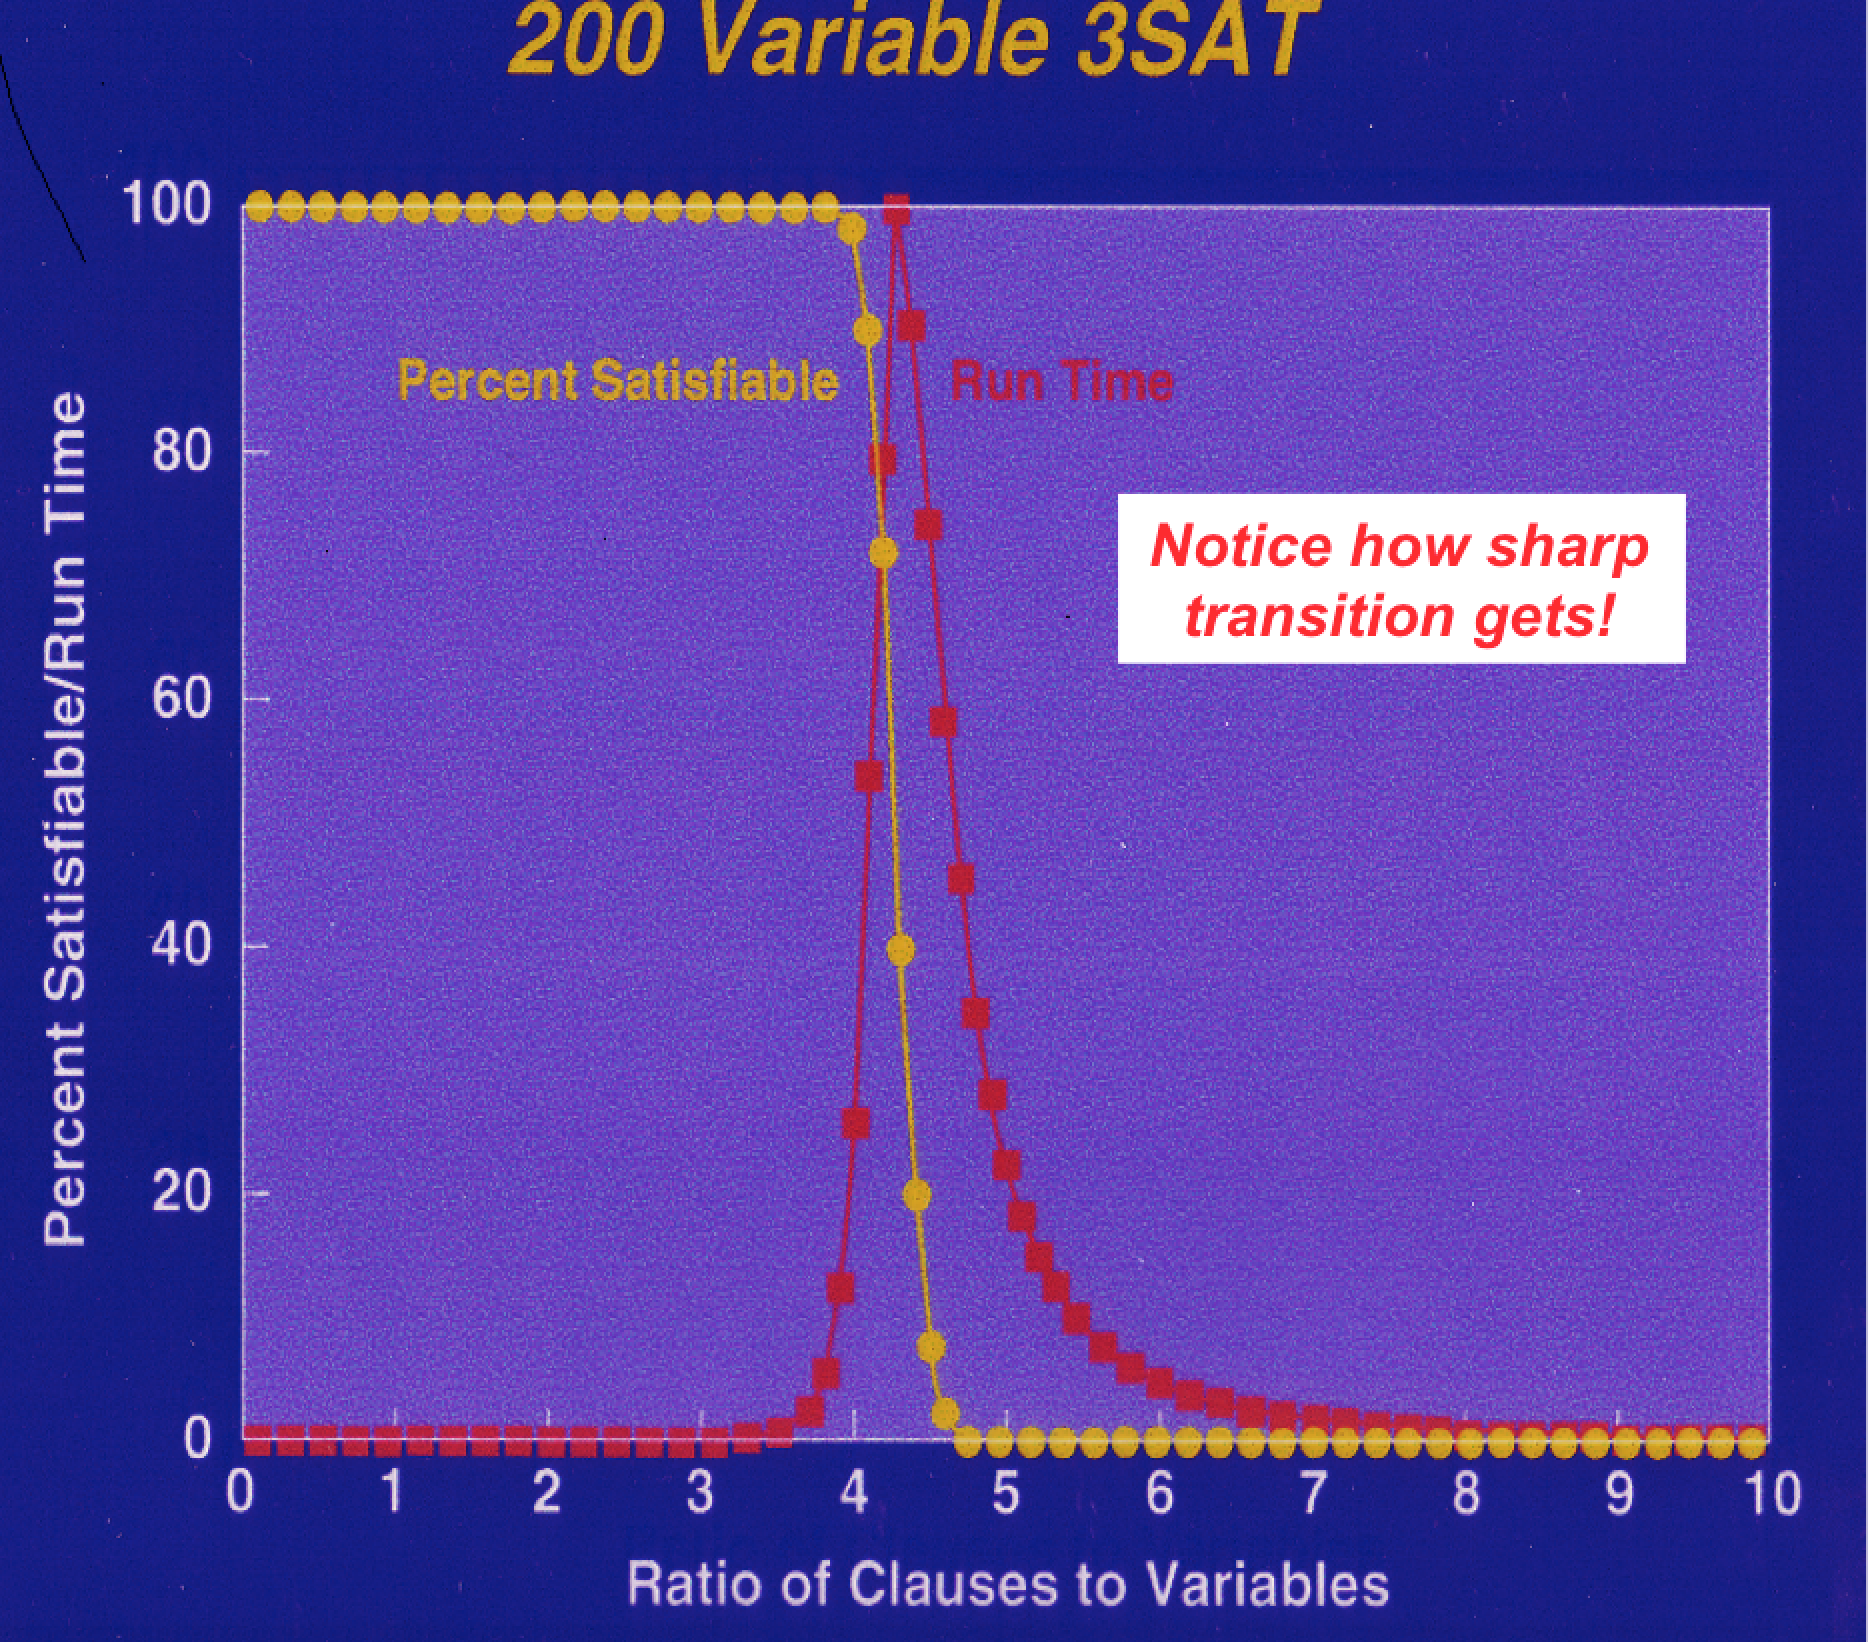 200 Variable 3SAT
100
80
60
40
20
0
Percent Satisfiable/Run Time
Percent Satisfiable
Run Time
Notice how sharp
transition gets!
0 1 2 3 4 5 6 7 8 9 10
Ratio of Clauses to Variables